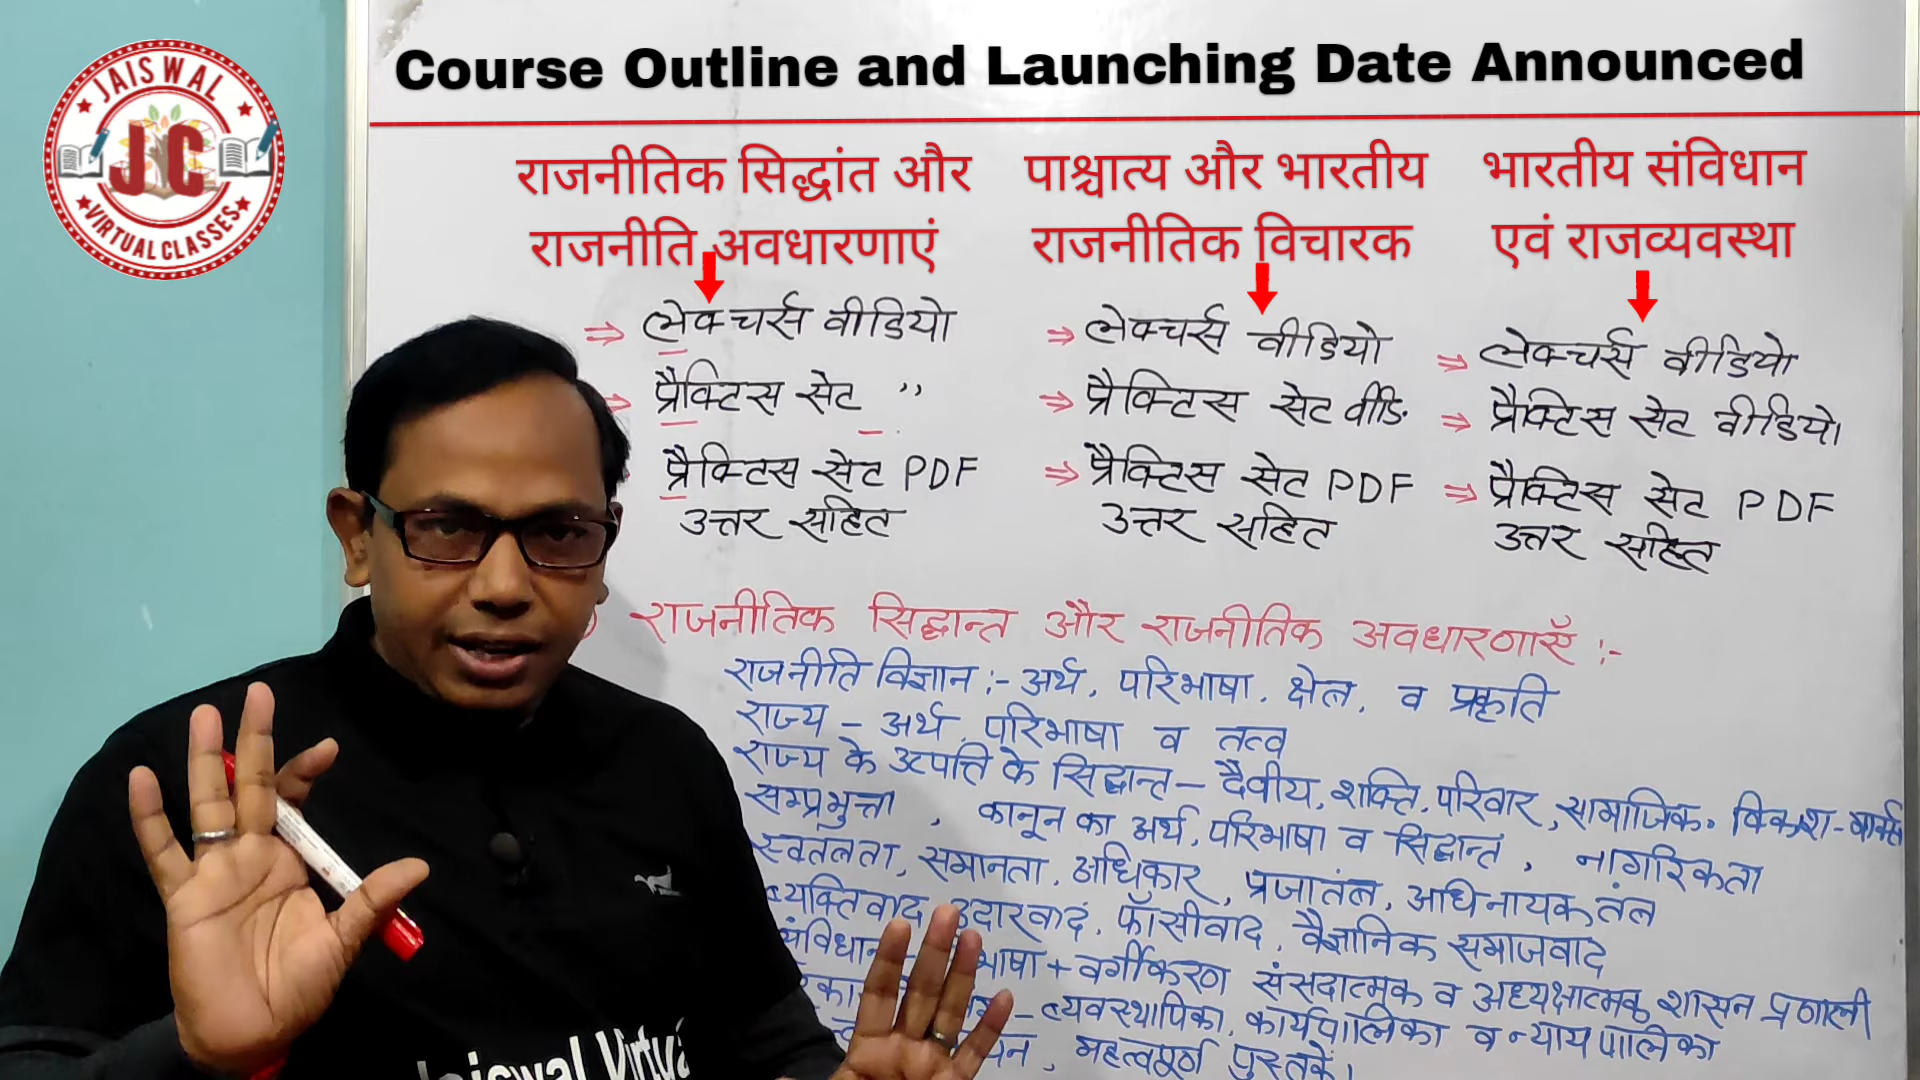 Course Outline and Launching Date Announced
JAISWAL
JC
VIRTUAL CLASSES
राजनीतिक सिद्धांत और
राजनीति अवधारणाएं
लेक्चर्स वीडियो
प्रैक्टिस सेट "
प्रैक्टिस सेट PDF
उत्तर सहित
पाश्चात्य और भारतीय
राजनीतिक विचारक
लेक्चर्स वीडियो
प्रैक्टिस सेट वीडि
प्रैक्टिस सेट PDF
उत्तर सहित
भारतीय संविधान
एवं राजव्यवस्था
लेक्चर्स वीडियो
प्रैक्टिस सेट वीडियो
प्रैक्टिस सेट PDF
उत्तर सहित
राजनीतिक सिद्धान्त और राजनीतिक अवधारणाएँ :-
राजनीति विज्ञान :- अर्थ, परिभाषा, क्षेत्र, व प्रकृति
राज्य - अर्थ, परिभाषा व तत्व
राज्य के उत्पत्ति के सिद्धान्त - दैवीय, शक्ति, परिवार, सामाजिक.
सम्प्रभुत्ता, कानून का अर्थ, परिभाषा व सिद्धान्त, नागरिकता
स्वतंत्रता, समानता, अधिकार, प्रजातंत्र, अधिनायक तंत्र
व्यक्तिवाद, उदारवाद, फॉसीवाद, वैज्ञानिक समाजवाद
संविधान + वर्गीकरण संसदात्मक व अध्यक्षात्मक शासन प्रणाली
- व्यवस्थापिका, कार्यपालिका व न्यायपालिका
, महत्वपूर्ण पुस्तकें।
Jaiswal Virtua